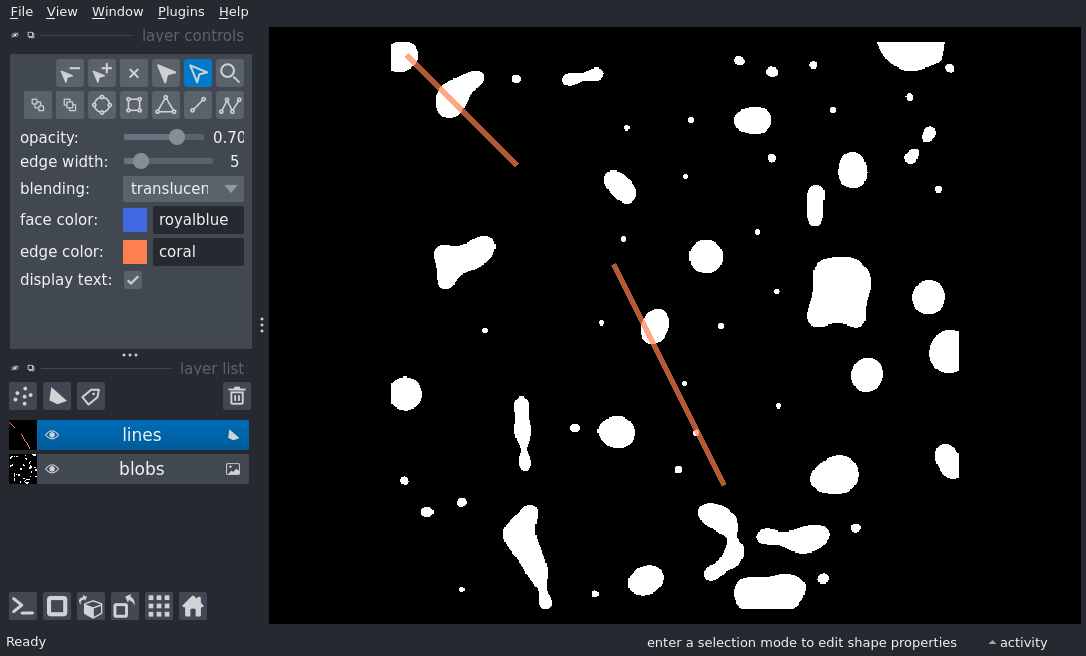 File View Window Plugins Help
layer controls
opacity: 0.70
edge width: 5
blending: translucen
face color: royalblue
edge color: coral
display text:
layer list
lines
blobs
Ready
enter a selection mode to edit shape properties
activity